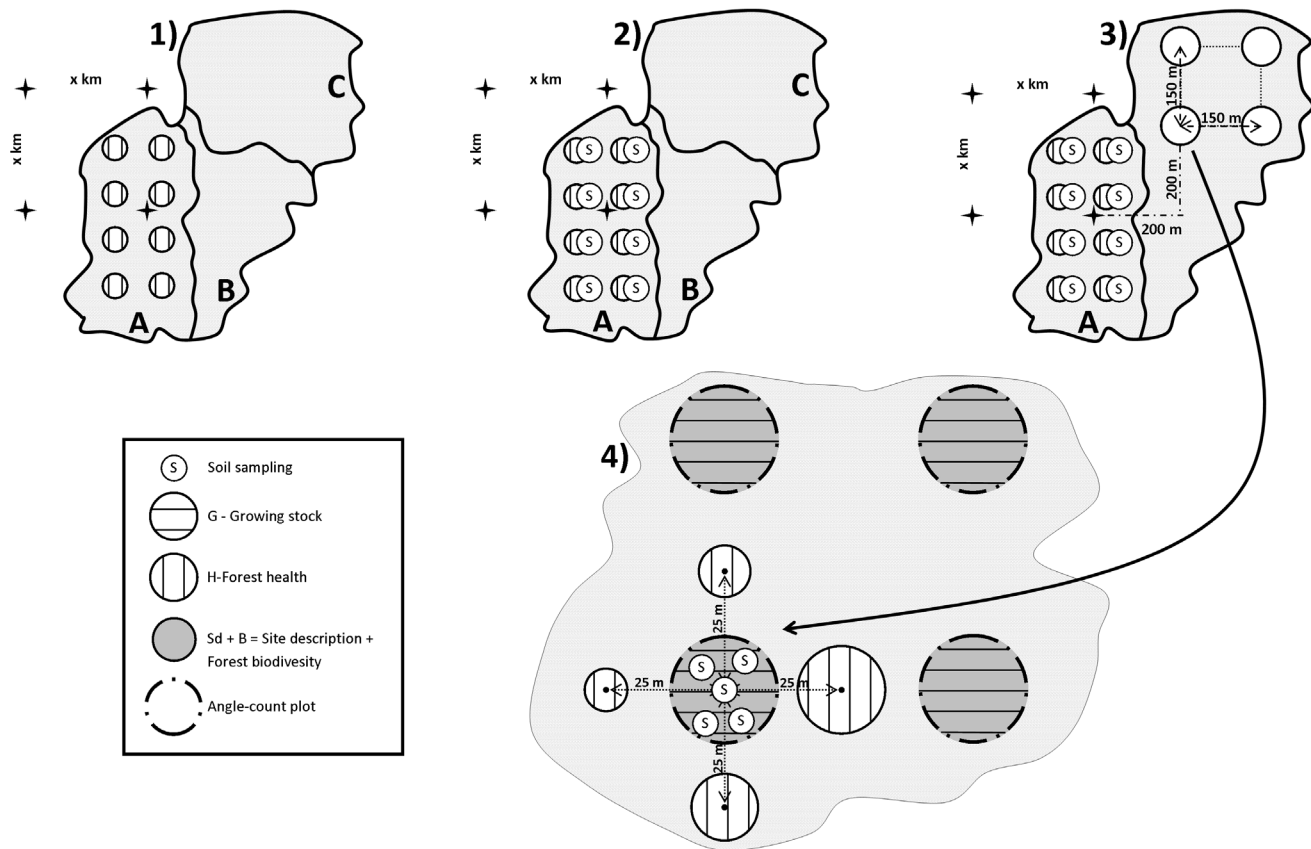 1)
x km
x km
C
B
A
2)
x km
x km
C
S S
S S
S S
S S
B
A
3)
x km
x km
150 m
150 m
200 m
200 m
S S
S S
S S
S S
A
4)
25 m
25 m
25 m
25 m
S S
S
S S
S Soil sampling
G - Growing stock
H-Forest health
Sd + B = Site description +
Forest biodivesity
Angle-count plot